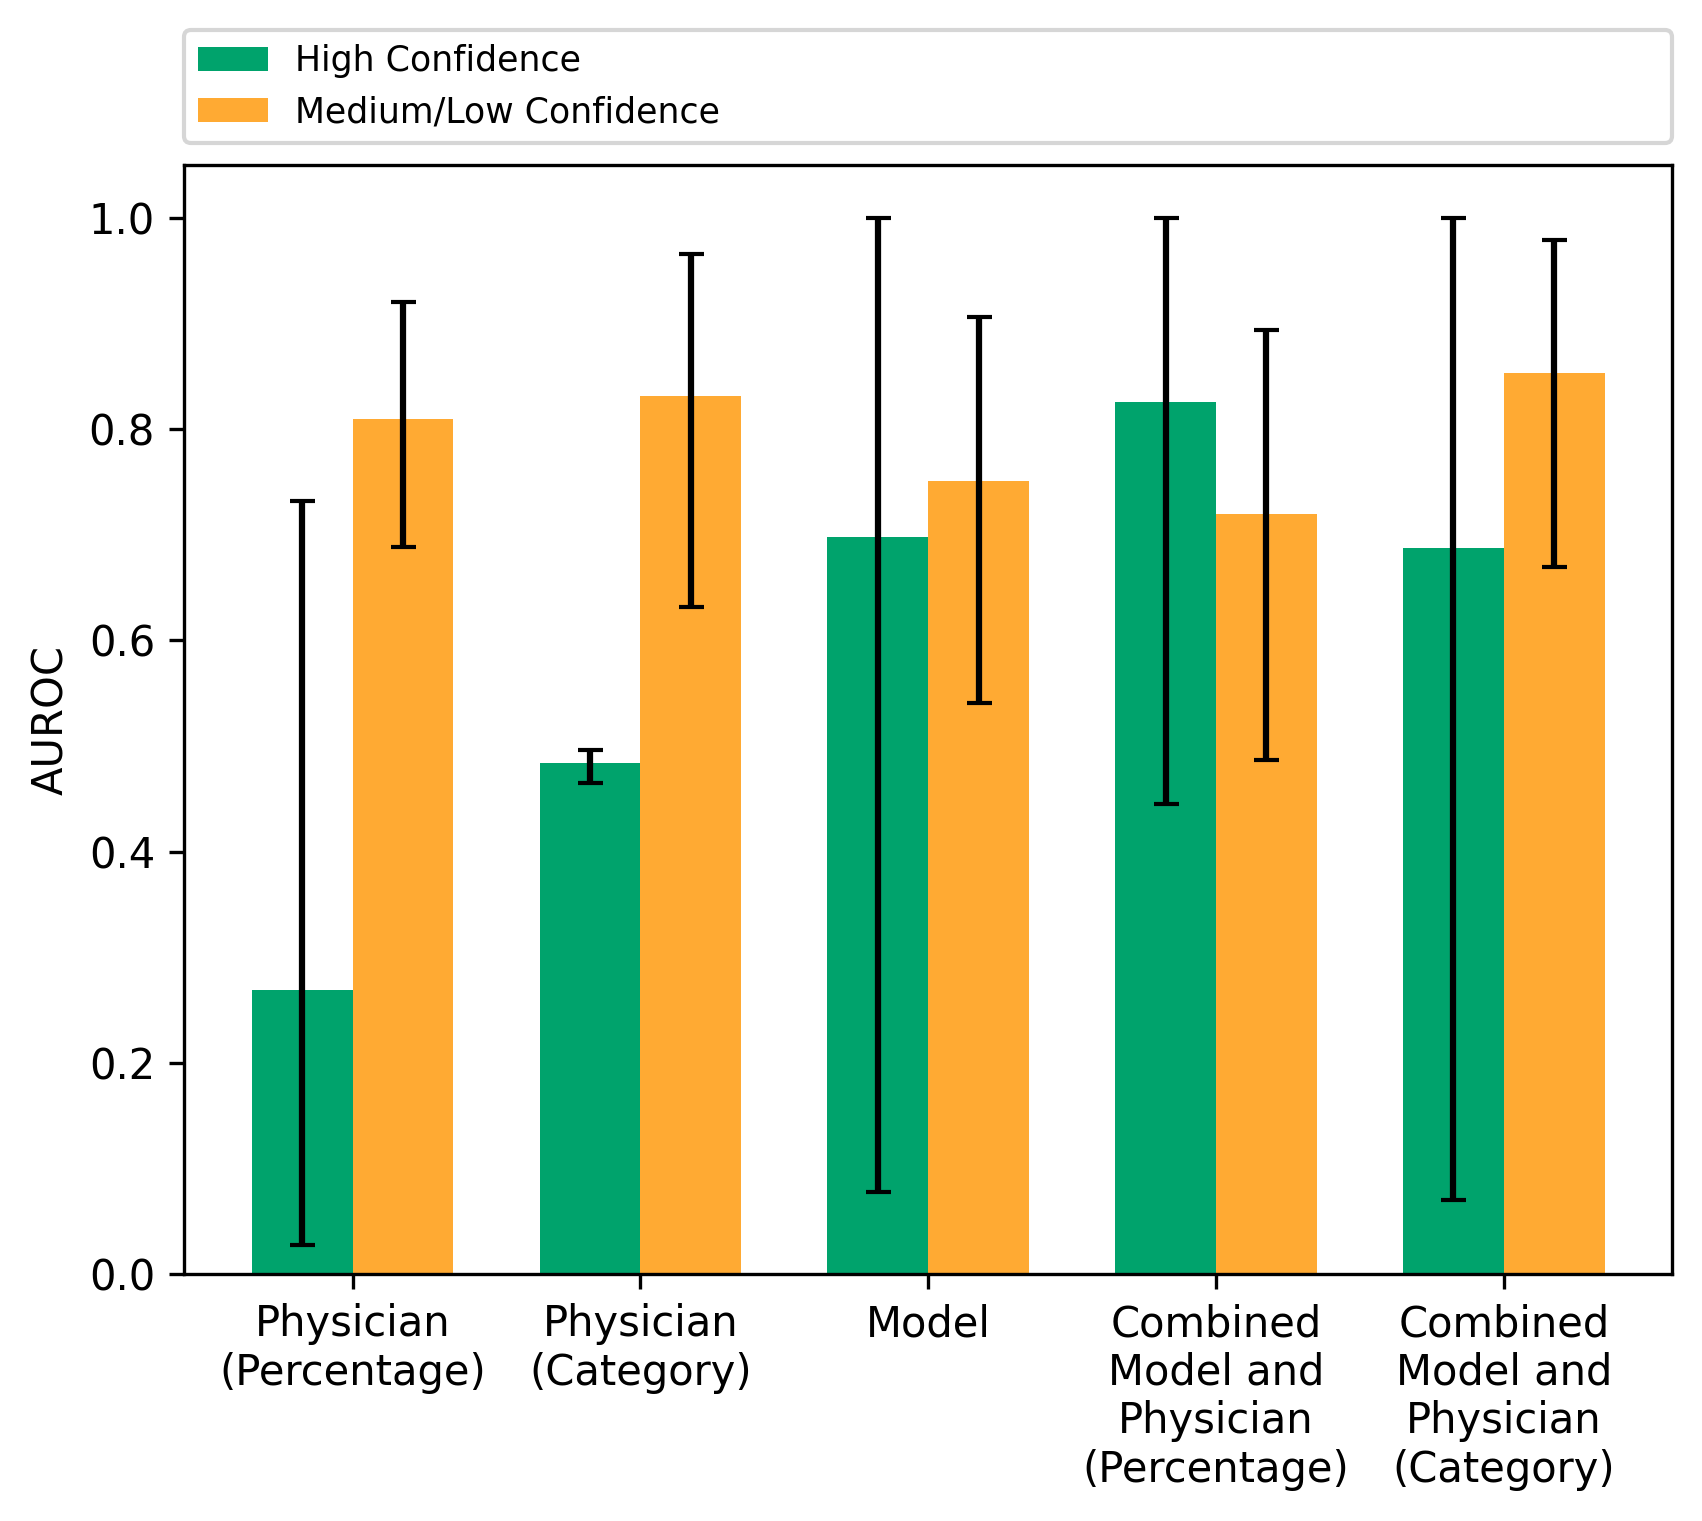 High Confidence
Medium/Low Confidence
1.0
0.8
0.6
0.4
0.2
0.0
AUROC
Physician
(Percentage)
Physician
(Category)
Model
Combined
Model and
Physician
(Percentage)
Combined
Model and
Physician
(Category)